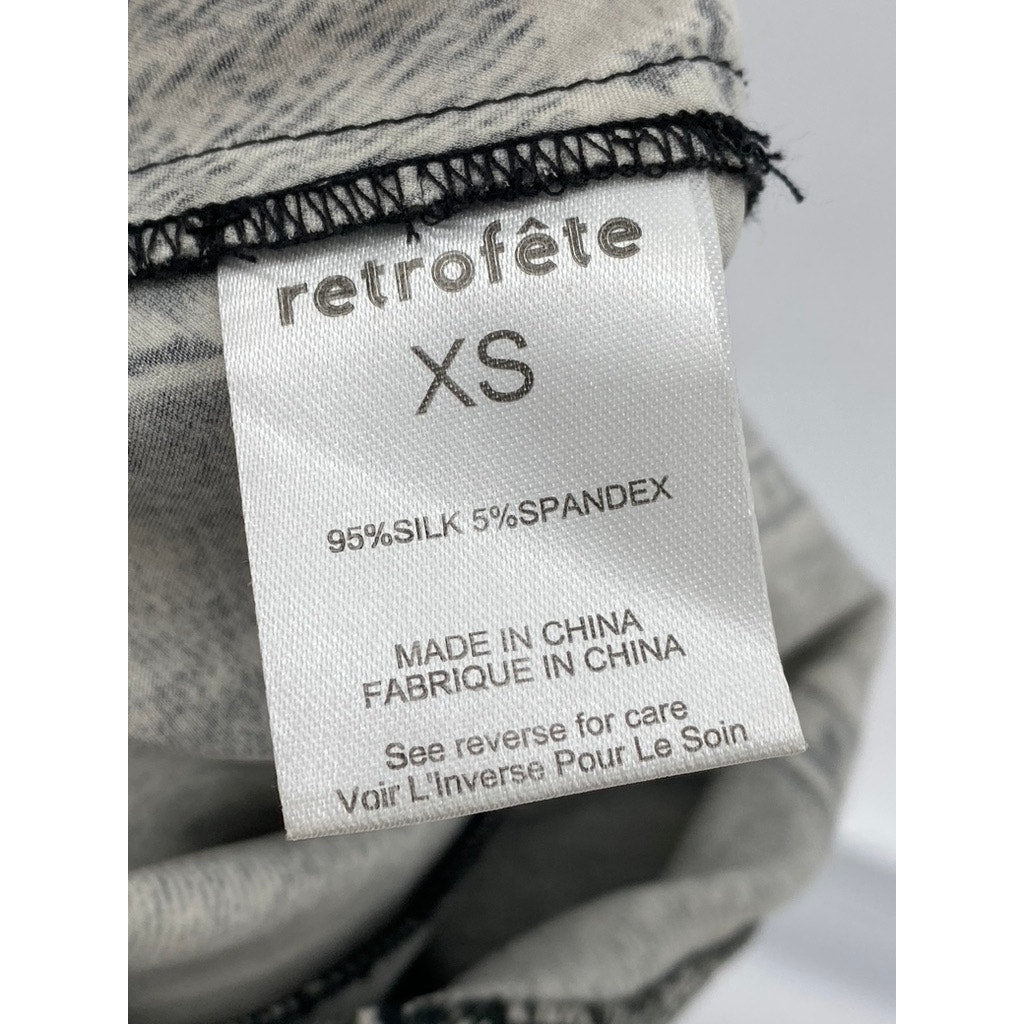 retrofête
XS
95%SILK 5%SPANDEX
MADE IN CHINA
FABRIQUE IN CHINA
See reverse for care
Voir L'Inverse Pour Le Soin